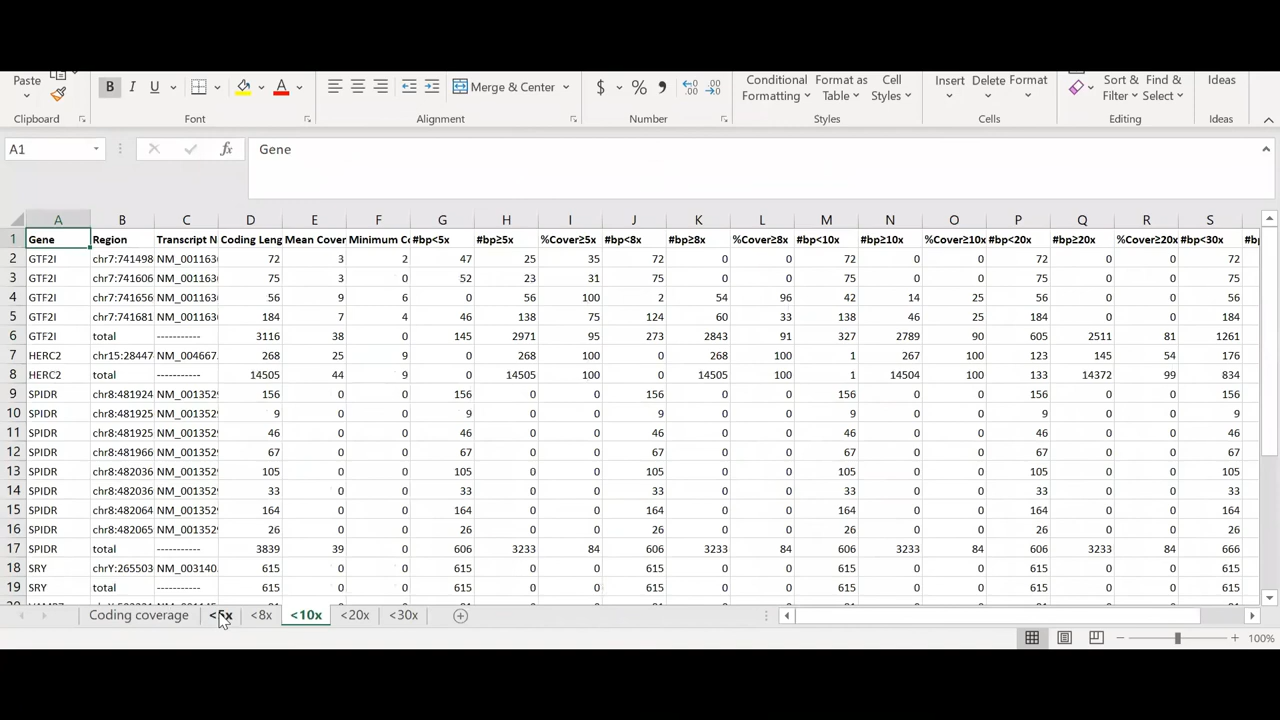 Paste B I U A Merge & Center $ % Conditional Formatting Format as Table Cell Styles Insert Delete Format Sort & Filter Find & Select Ideas
Clipboard Font Alignment Number Styles Cells Editing Ideas
A1 fx Gene
A B C D E F G H I J K L M N O P Q R S
1 Gene Region Transcript N Coding Leng Mean Cover Minimum Co #bp<5x #bp≥5x %Cover≥5x #bp<8x #bp≥8x %Cover≥8x #bp<10x #bp≥10x %Cover≥10x #bp<20x #bp≥20x %Cover≥20x #bp<30x
2 GTF2I chr7:741498 NM_001163 72 3 2 47 25 35 72 0 0 72 0 0 72 0 0 72
3 GTF2I chr7:741606 NM_001163 75 3 0 52 23 31 75 0 0 75 0 0 75 0 0 75
4 GTF2I chr7:741656 NM_001163 56 9 6 0 56 100 2 54 96 42 14 25 56 0 0 56
5 GTF2I chr7:741681 NM_001163 184 7 4 46 138 75 124 60 33 138 46 25 184 0 0 184
6 GTF2I total ----------- 3116 38 0 145 2971 95 273 2843 91 327 2789 90 605 2511 81 1261
7 HERC2 chr15:28447 NM_004667. 268 25 9 0 268 100 0 268 100 1 267 100 123 145 54 176
8 HERC2 total ----------- 14505 44 9 0 14505 100 0 14505 100 1 14504 100 133 14372 99 834
9 SPIDR chr8:481924 NM_001352 156 0 0 156 0 0 156 0 0 156 0 0 156 0 0 156
10 SPIDR chr8:481925 NM_001352 9 0 0 9 0 0 9 0 0 9 0 0 9 0 0 9
11 SPIDR chr8:481925 NM_001352 46 0 0 46 0 0 46 0 0 46 0 0 46 0 0 46
12 SPIDR chr8:481966 NM_001352 67 0 0 67 0 0 67 0 0 67 0 0 67 0 0 67
13 SPIDR chr8:482036 NM_001352 105 0 0 105 0 0 105 0 0 105 0 0 105 0 0 105
14 SPIDR chr8:482036 NM_001352 33 0 0 33 0 0 33 0 0 33 0 0 33 0 0 33
15 SPIDR chr8:482064 NM_001352 164 0 0 164 0 0 164 0 0 164 0 0 164 0 0 164
16 SPIDR chr8:482065 NM_001352 26 0 0 26 0 0 26 0 0 26 0 0 26 0 0 26
17 SPIDR total ----------- 3839 39 0 606 3233 84 606 3233 84 606 3233 84 606 3233 84 666
18 SRY chrY:265503 NM_003140. 615 0 0 615 0 0 615 0 0 615 0 0 615 0 0 615
19 SRY total ----------- 615 0 0 615 0 0 615 0 0 615 0 0 615 0 0 615
Coding coverage <8x <10x <20x <30x
100%